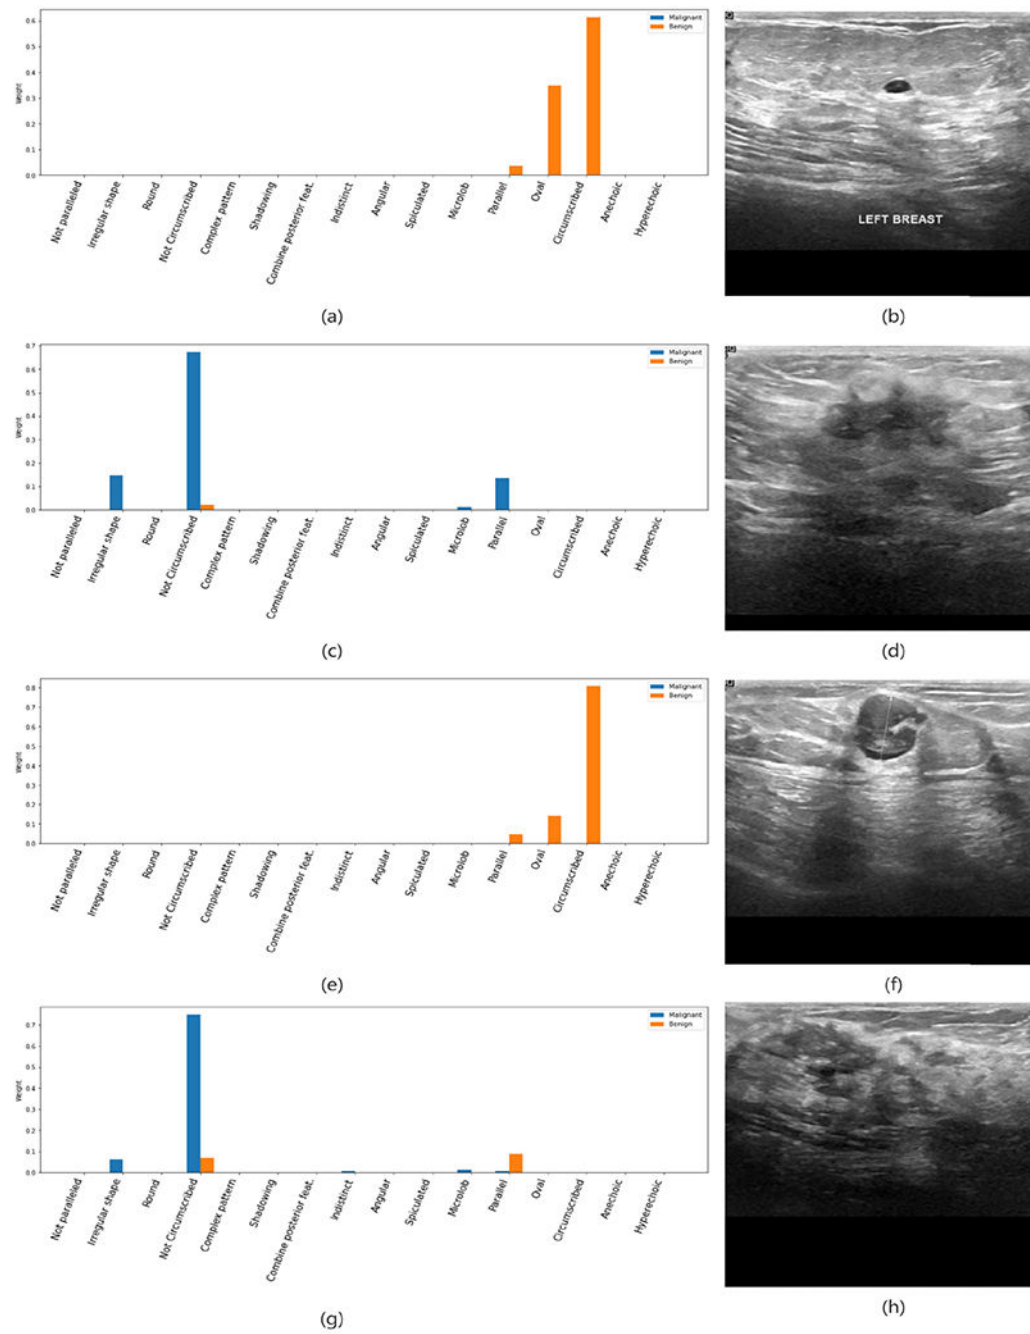 0.6
0.5
0.4
0.3
0.2
0.1
0.0
Weight
Malignant
Benign
Not paralleled
Irregular shape
Round
Not Circumscribed
Complex pattern
Shadowing
Combine posterior feat.
Indistinct
Angular
Spiculated
Microlob
Parallel
Oval
Circumscribed
Anechoic
Hyperechoic
LEFT BREAST
(a)
(b)
0.7
0.6
0.5
0.4
0.3
0.2
0.1
0.0
Weight
Malignant
Benign
Not paralleled
Irregular shape
Round
Not Circumscribed
Complex pattern
Shadowing
Combine posterior feat.
Indistinct
Angular
Spiculated
Microlob
Parallel
Oval
Circumscribed
Anechoic
Hyperechoic
(c)
(d)
0.8
0.7
0.6
0.5
0.4
0.3
0.2
0.1
0.0
Weight
Malignant
Benign
Not paralleled
Irregular shape
Round
Not Circumscribed
Complex pattern
Shadowing
Combine posterior feat.
Indistinct
Angular
Spiculated
Microlob
Parallel
Oval
Circumscribed
Anechoic
Hyperechoic
(e)
(f)
0.7
0.6
0.5
0.4
0.3
0.2
0.1
0.0
Weight
Malignant
Benign
Not paralleled
Irregular shape
Round
Not Circumscribed
Complex pattern
Shadowing
Combine posterior feat.
Indistinct
Angular
Spiculated
Microlob
Parallel
Oval
Circumscribed
Anechoic
Hyperechoic
(g)
(h)